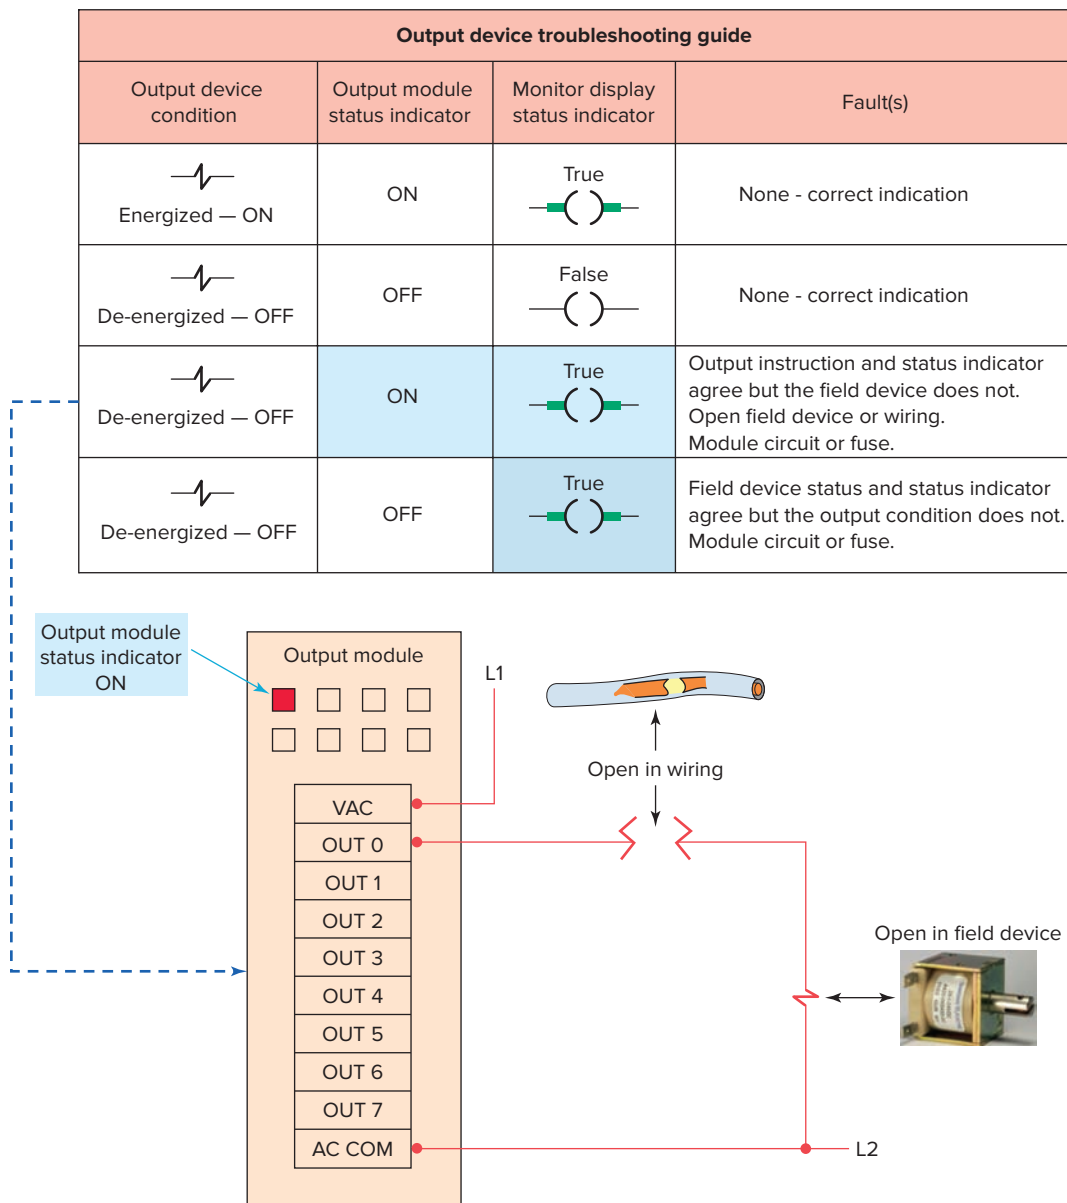 Output device troubleshooting guide
Output device
condition
Output module
status indicator
Monitor display
status indicator
Fault(s)
Energized — ON
ON
True
None - correct indication
De-energized — OFF
OFF
False
None - correct indication
De-energized — OFF
ON
True
Output instruction and status indicator
agree but the field device does not.
Open field device or wiring.
Module circuit or fuse.
De-energized — OFF
OFF
True
Field device status and status indicator
agree but the output condition does not.
Module circuit or fuse.
Output module
status indicator
ON
Output module
L1
Open in wiring
VAC
OUT 0
OUT 1
OUT 2
OUT 3
OUT 4
OUT 5
OUT 6
OUT 7
AC COM
Open in field device
L2